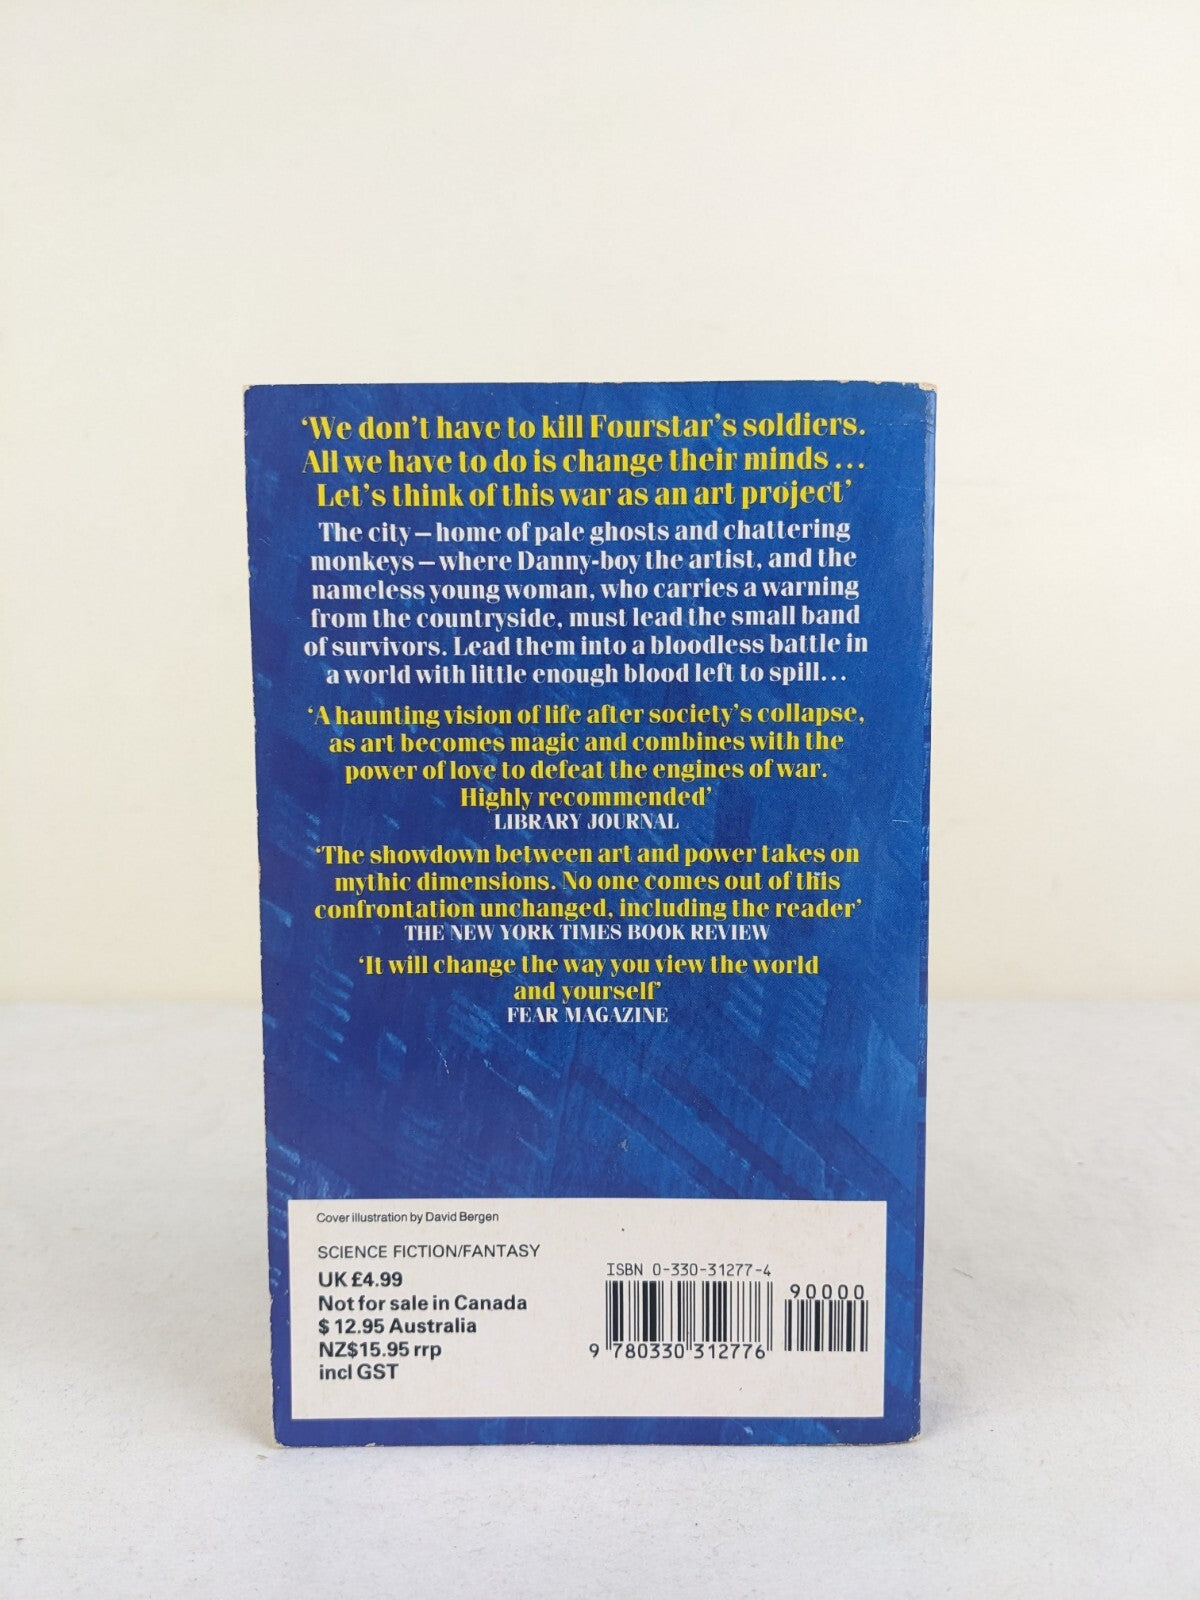 ‘We don’t have to kill Fourstar’s soldiers.
All we have to do is change their minds ...
Let’s think of this war as an art project’
The city – home of pale ghosts and chattering
monkeys – where Danny-boy the artist, and the
nameless young woman, who carries a warning
from the countryside, must lead the small band
of survivors. Lead them into a bloodless battle in
a world with little enough blood left to spill...
‘A haunting vision of life after society’s collapse,
as art becomes magic and combines with the
power of love to defeat the engines of war.
Highly recommended’
LIBRARY JOURNAL
‘The showdown between art and power takes on
mythic dimensions. No one comes out of this
confrontation unchanged, including the reader’
THE NEW YORK TIMES BOOK REVIEW
‘It will change the way you view the world
and yourself’
FEAR MAGAZINE
Cover illustration by David Bergen
SCIENCE FICTION/FANTASY
UK £4.99
Not for sale in Canada
$ 12.95 Australia
NZ$15.95 rrp
incl GST
ISBN 0-330-31277-4
90000
9 780330 312776